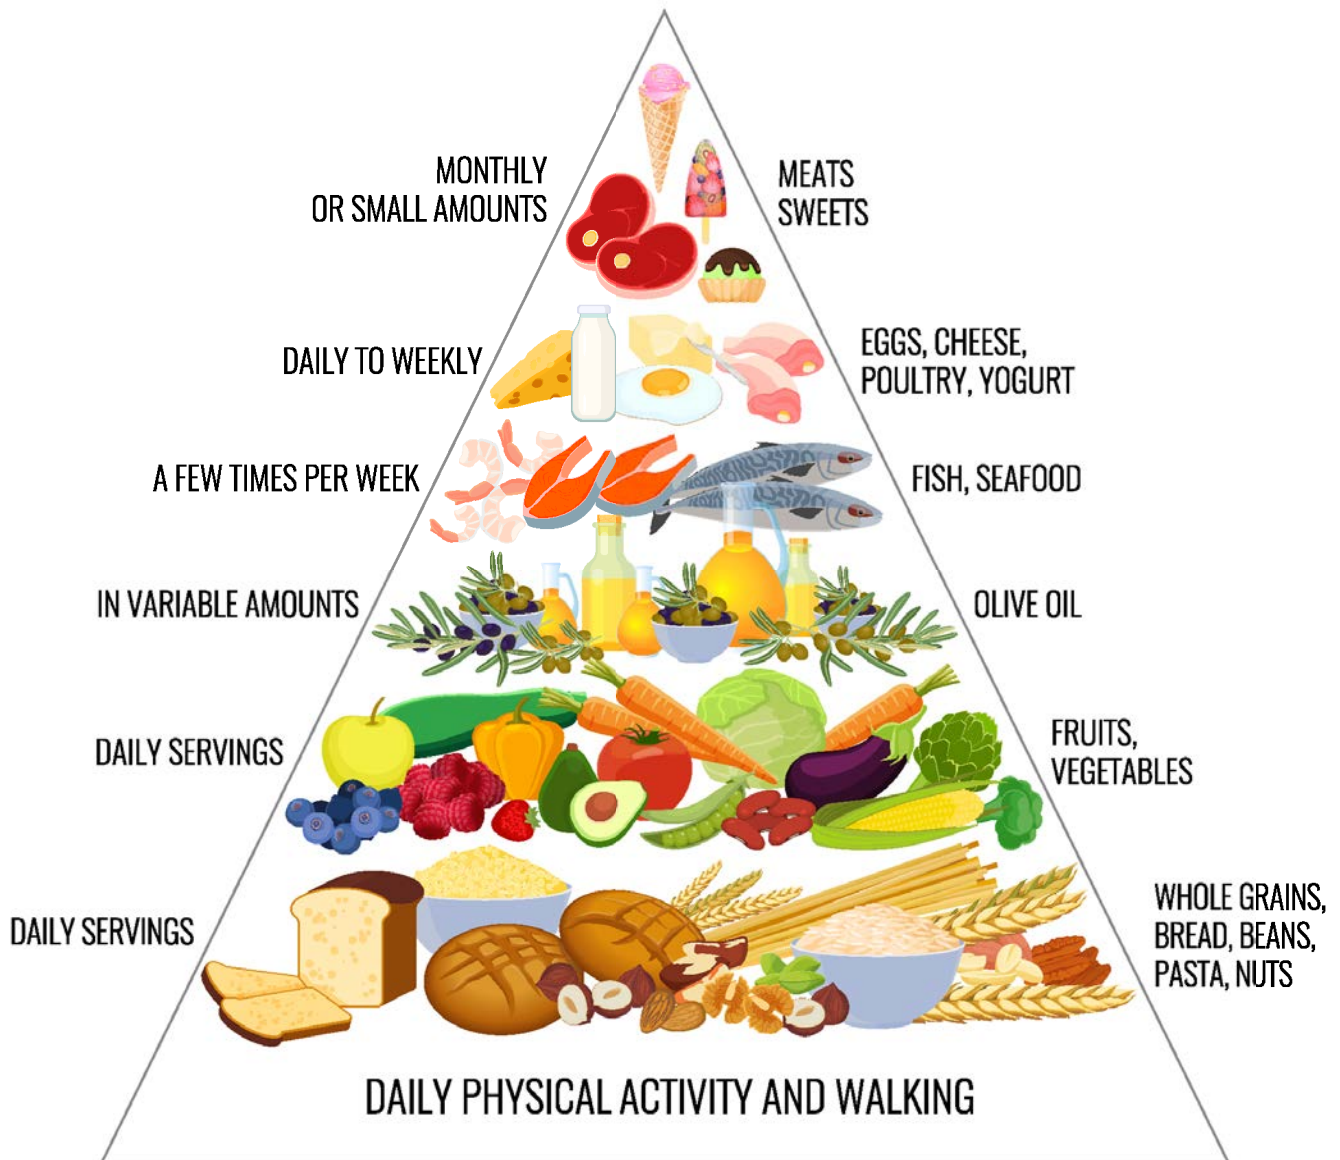 MONTHLY
OR SMALL AMOUNTS
MEATS
SWEETS
DAILY TO WEEKLY
EGGS, CHEESE,
POULTRY, YOGURT
A FEW TIMES PER WEEK
FISH, SEAFOOD
IN VARIABLE AMOUNTS
OLIVE OIL
DAILY SERVINGS
FRUITS,
VEGETABLES
DAILY SERVINGS
WHOLE GRAINS,
BREAD, BEANS,
PASTA, NUTS
DAILY PHYSICAL ACTIVITY AND WALKING